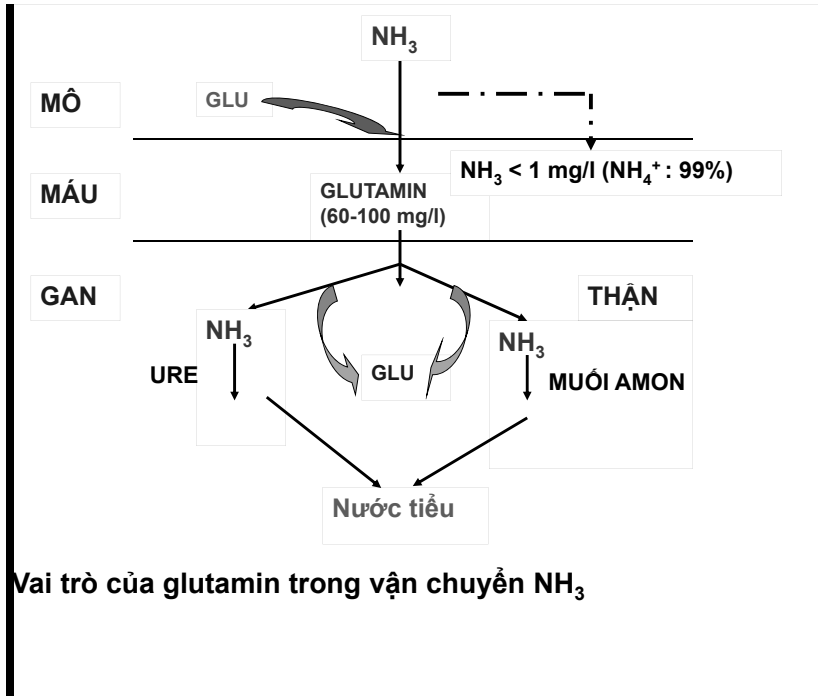 NH₃
MÔ
GLU
NH₃ < 1 mg/l (NH₄⁺ : 99%)
MÁU
GLUTAMIN
(60-100 mg/l)
GAN
THẬN
NH₃
NH₃
URE
GLU
MUỐI AMON
Nước tiểu
Vai trò của glutamin trong vận chuyển NH₃